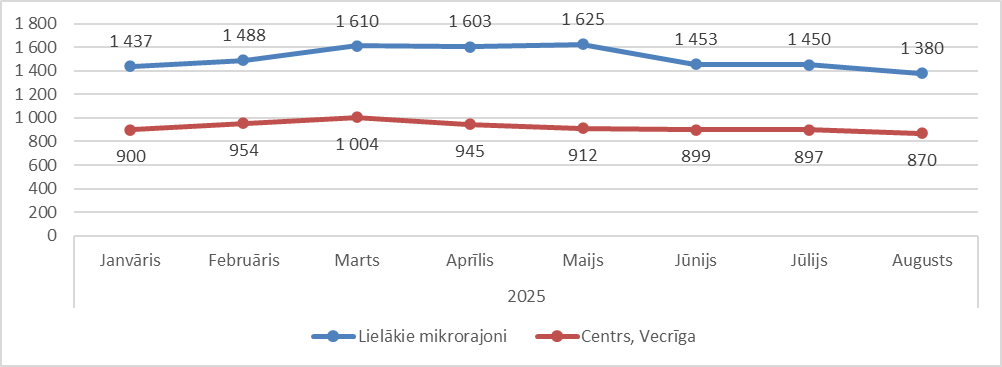 1 800
1 600
1 400
1 200
1 000
800
600
400
200
0
1 437 1 488 1 610 1 603 1 625 1 453 1 450 1 380
900 954 1 004 945 912 899 897 870
Janvāris Februāris Marts Aprīlis Maijs Jūnijs Jūlijs Augusts
2025
Lielākie mikrorajoni Centrs, Vecrīga